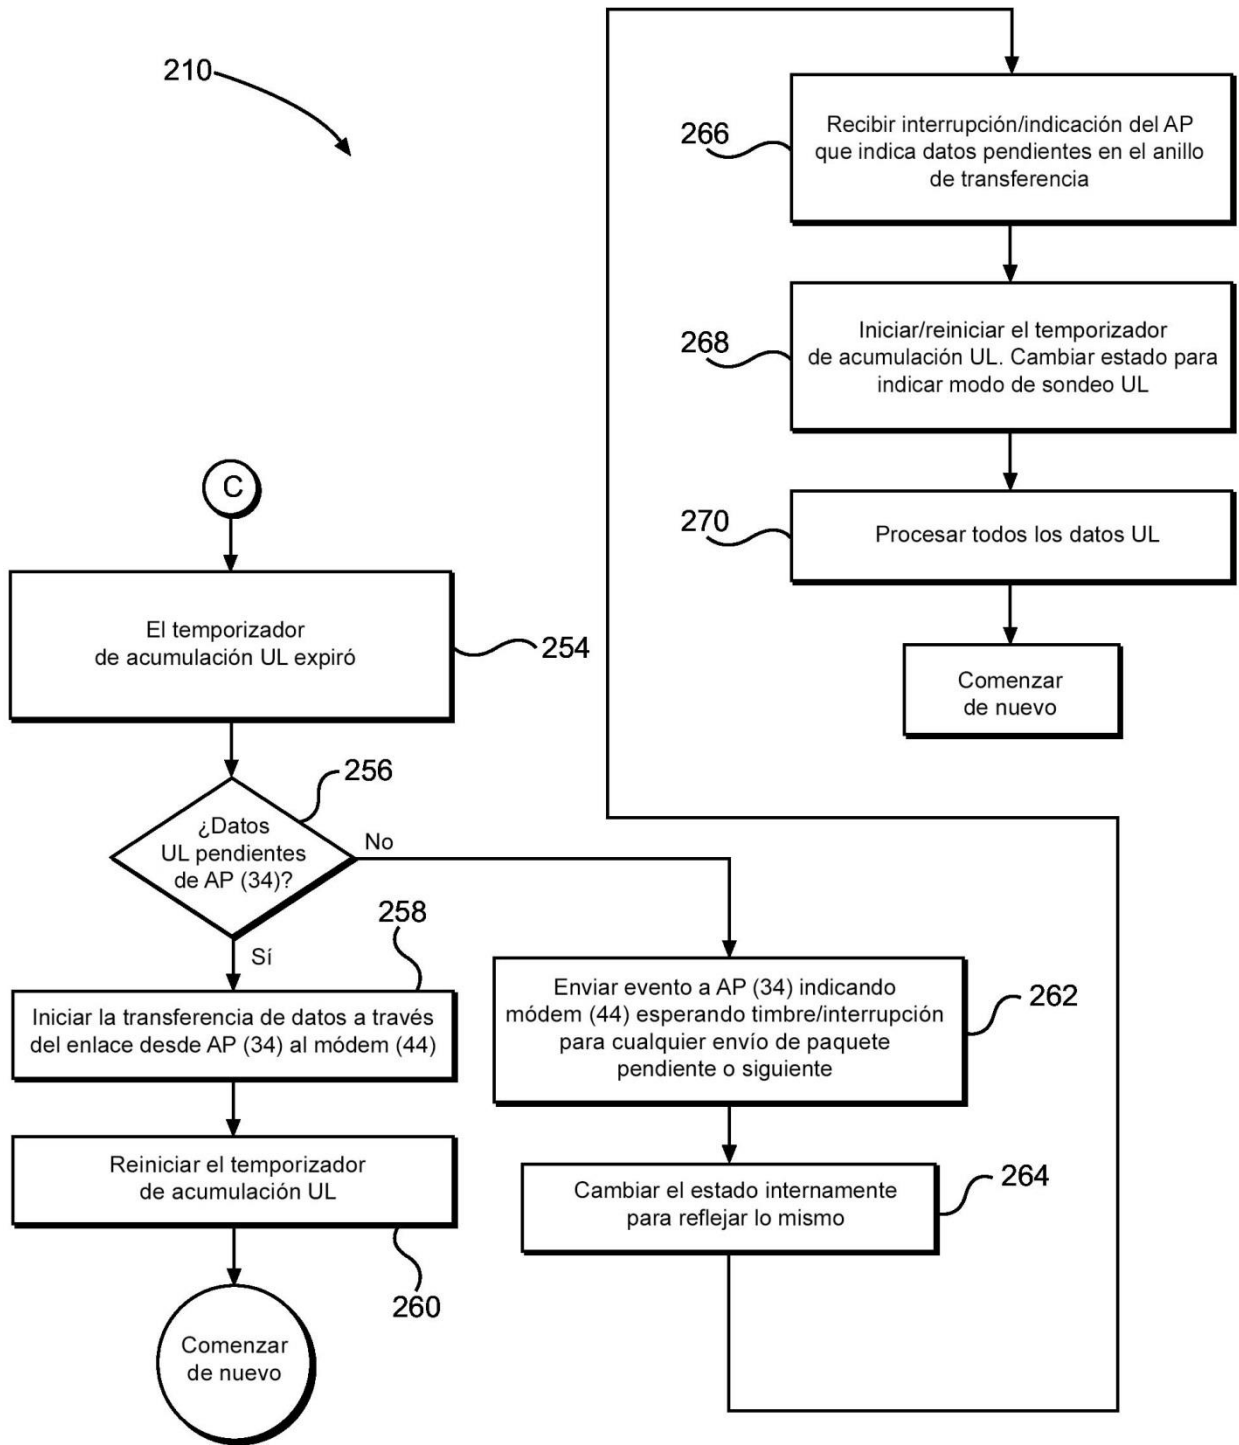 210
C
El temporizador
de acumulación UL expiró
254
256
¿Datos
UL pendientes
de AP (34)?
No
Sí
258
Iniciar la transferencia de datos a través
del enlace desde AP (34) al módem (44)
Reiniciar el temporizador
de acumulación UL
260
Comenzar
de nuevo
Enviar evento a AP (34) indicando
módem (44) esperando timbre/interrupción
para cualquier envío de paquete
pendiente o siguiente
262
Cambiar el estado internamente
para reflejar lo mismo
264
266
Recibir interrupción/indicación del AP
que indica datos pendientes en el anillo
de transferencia
268
Iniciar/reiniciar el temporizador
de acumulación UL. Cambiar estado para
indicar modo de sondeo UL
270
Procesar todos los datos UL
Comenzar
de nuevo